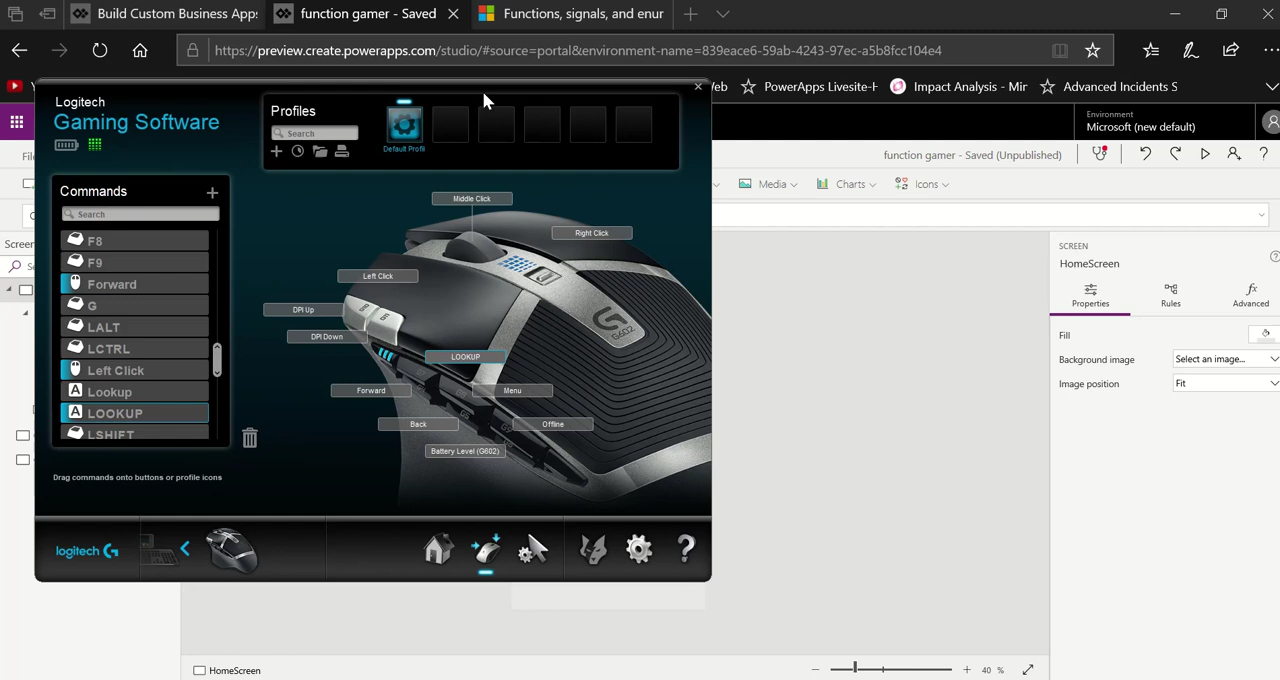 Build Custom Business Apps
function gamer - Saved
Functions, signals, and enur
https://preview.create.powerapps.com/studio/#source=portal&environment-name=839eace6-59ab-4243-97ec-a5b8fcc104e4
eb
PowerApps Livesite-H
Impact Analysis - Mir
Advanced Incidents S
Environment
Microsoft (new default)
function gamer - Saved (Unpublished)
Media
Charts
Icons
Logitech
Gaming Software
Profiles
Search
Default Profil
Commands
Search
F8
F9
Forward
G
LALT
LCTRL
Left Click
Lookup
LOOKUP
LSHIFT
Drag commands onto buttons or profile icons
Middle Click
Right Click
Left Click
DPI Up
DPI Down
LOOKUP
Forward
Menu
Back
Offline
Battery Level (G602)
G602
logitech G
?
Scree
SCREEN
HomeScreen
Properties
Rules
Advanced
Fill
Background image
Select an image...
Image position
Fit
HomeScreen
40 %